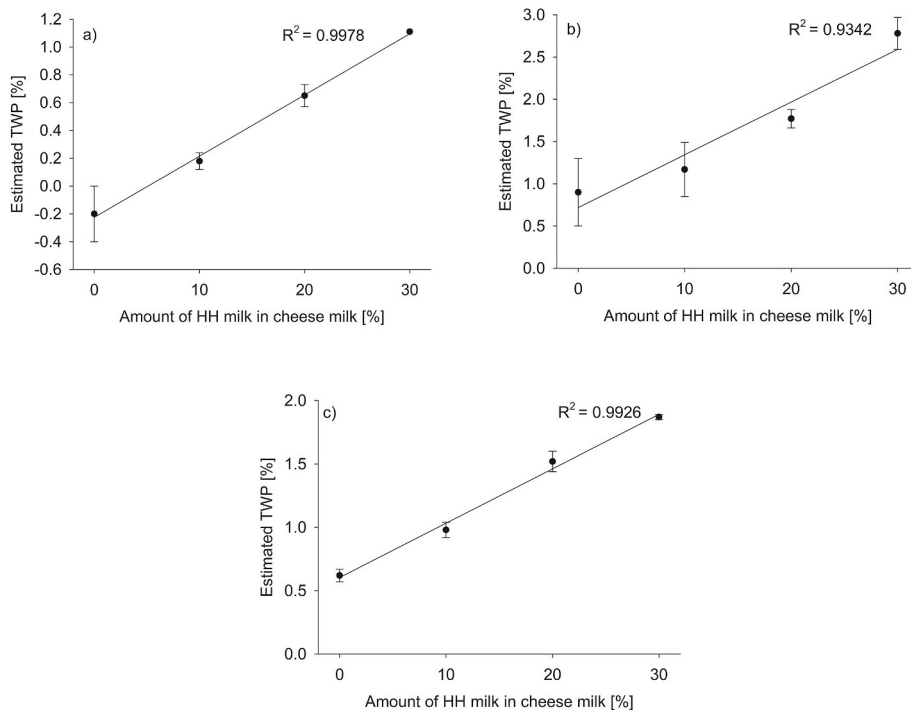 a)
R² = 0.9978
1.2
1.0
0.8
0.6
0.4
0.2
0.0
-0.2
-0.4
-0.6
Estimated TWP [%]
0 10 20 30
Amount of HH milk in cheese milk [%]
b)
R² = 0.9342
3.0
2.5
2.0
1.5
1.0
0.5
0.0
Estimated TWP [%]
0 10 20 30
Amount of HH milk in cheese milk [%]
c)
R² = 0.9926
2.0
1.5
1.0
0.5
0.0
Estimated TWP [%]
0 10 20 30
Amount of HH milk in cheese milk [%]